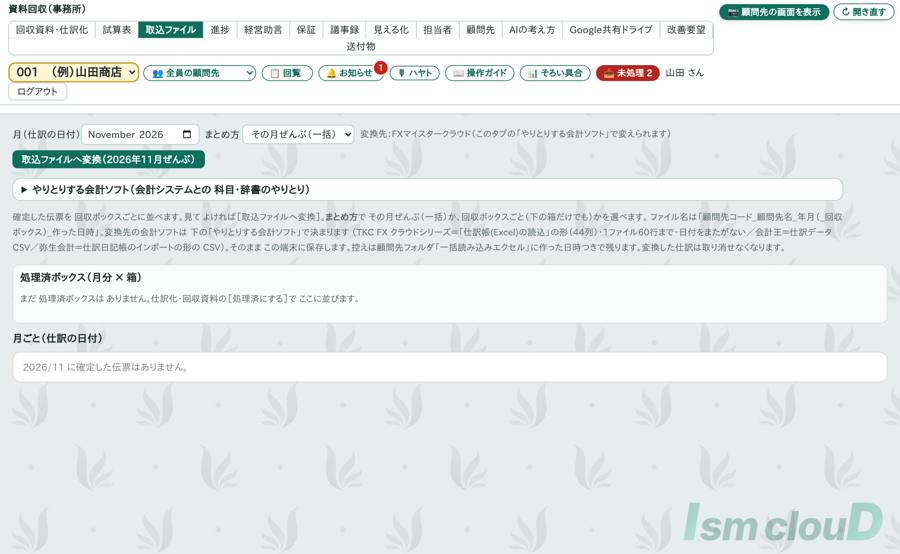 資料回収(事務所)
📷 顧問先の画面を表示
↻ 開き直す
回収資料・仕訳化 試算表 取込ファイル 進捗 経営助言 保証 議事録 見える化 担当者 顧問先 AIの考え方 Google共有ドライブ 改善要望
送付物
001 (例)山田商店 👥 全員の顧問先 📋 回覧 🔔 お知らせ 1 🎙 ハヤト 📖 操作ガイド 📊 そろい具合 📥 未処理 2 山田 さん
ログアウト
月(仕訳の日付) November 2026 まとめ方 その月ぜんぶ(一括) 変換先:FXマイスタークラウド(このタブの「やりとりする会計ソフト」で変えられます)
取込ファイルへ変換(2026年11月ぜんぶ)
▶ やりとりする会計ソフト(会計システムとの 科目・辞書のやりとり)
確定した伝票を 回収ボックスごとに並べます。見て よければ[取込ファイルへ変換]。まとめ方で その月ぜんぶ(一括)か、回収ボックスごと(下の箱だけでも)かを選べます。 ファイル名は「顧問先コード_顧問先名_年月(_回収
ボックス)_作った日時」。変換先の会計ソフトは 下の「やりとりする会計ソフト」で決まります(TKC FX クラウドシリーズ=「仕訳帳(Excel)の読込」の形(44列)・1ファイル60行まで・日付をまたがない/会計王=仕訳データ
CSV/弥生会計=仕訳日記帳のインポートの形の CSV)。そのまま この端末に保存します。控えは顧問先フォルダ「一括読み込みエクセル」に作った日時つきで残ります。変換した仕訳は取り消せなくなります。
処理済ボックス(月分 × 箱)
まだ 処理済ボックスは ありません。仕訳化・回収資料の[処理済にする]で ここに並びます。
月ごと(仕訳の日付)
2026/11 に確定した伝票はありません。
Ism clouD